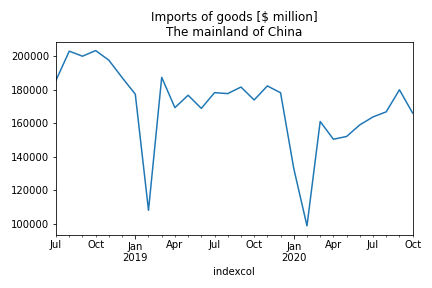 Imports of goods [$ million]
The mainland of China
200000
180000
160000
140000
120000
100000
Jul Oct Jan Apr Jul Oct Jan Apr Jul Oct
2019 2020
indexcol